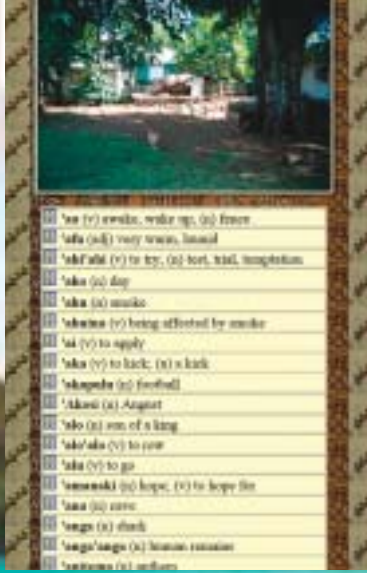 'aa (v) awake, wake up, (n) fence
'afu (adj) very warm, humid
'ahi'ahi (v) to try, (n) test, trial, temptation
'aho (n) day
'ahu (n) smoke
'ahuina (v) being affected by smoke
'ai (v) to apply
'aka (v) to kick, (n) a kick
'akapulu (n) football
'Akosi (n) August
'alo (n) son of a king
'alo'alo (v) to row
'alu (v) to go
'amanaki (n) hope, (v) to hope for
'ana (n) cave
'anga (n) shark
'anga'anga (n) human remains
(n) anthem